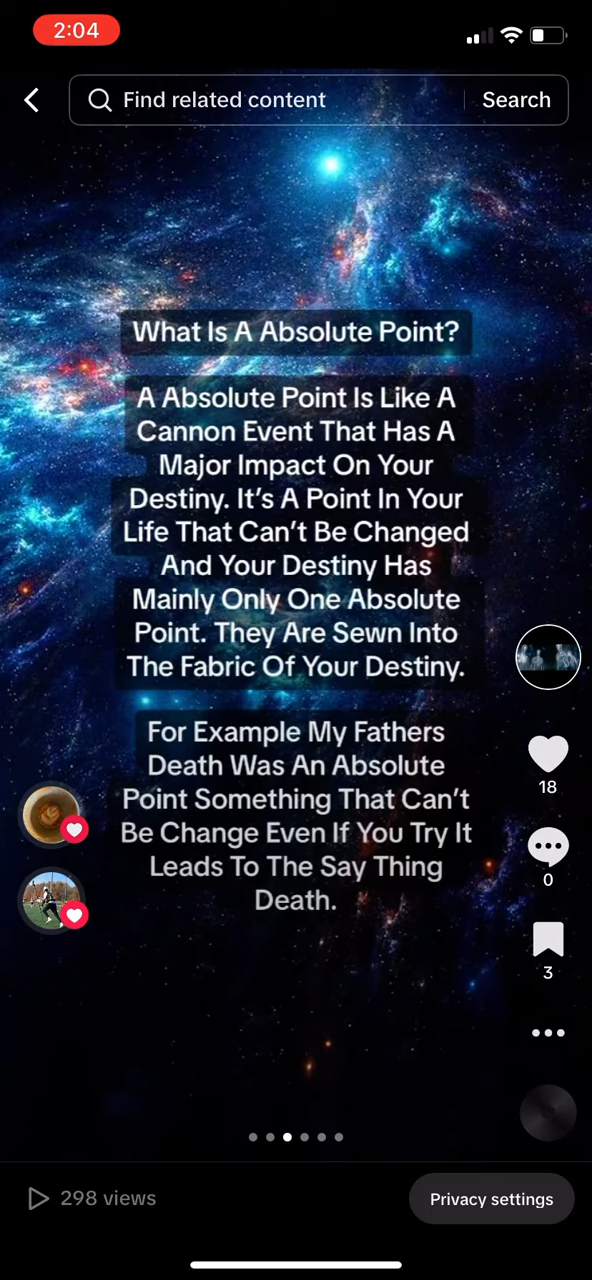 2:04
Find related content
Search
What Is A Absolute Point?
A Absolute Point Is Like A
Cannon Event That Has A
Major Impact On Your
Destiny. It's A Point In Your
Life That Can't Be Changed
And Your Destiny Has
Mainly Only One Absolute
Point. They Are Sewn Into
The Fabric Of Your Destiny.
For Example My Fathers
Death Was An Absolute
Point Something That Can't
Be Change Even If You Try It
Leads To The Say Thing
Death.
18
0
3
298 views
Privacy settings